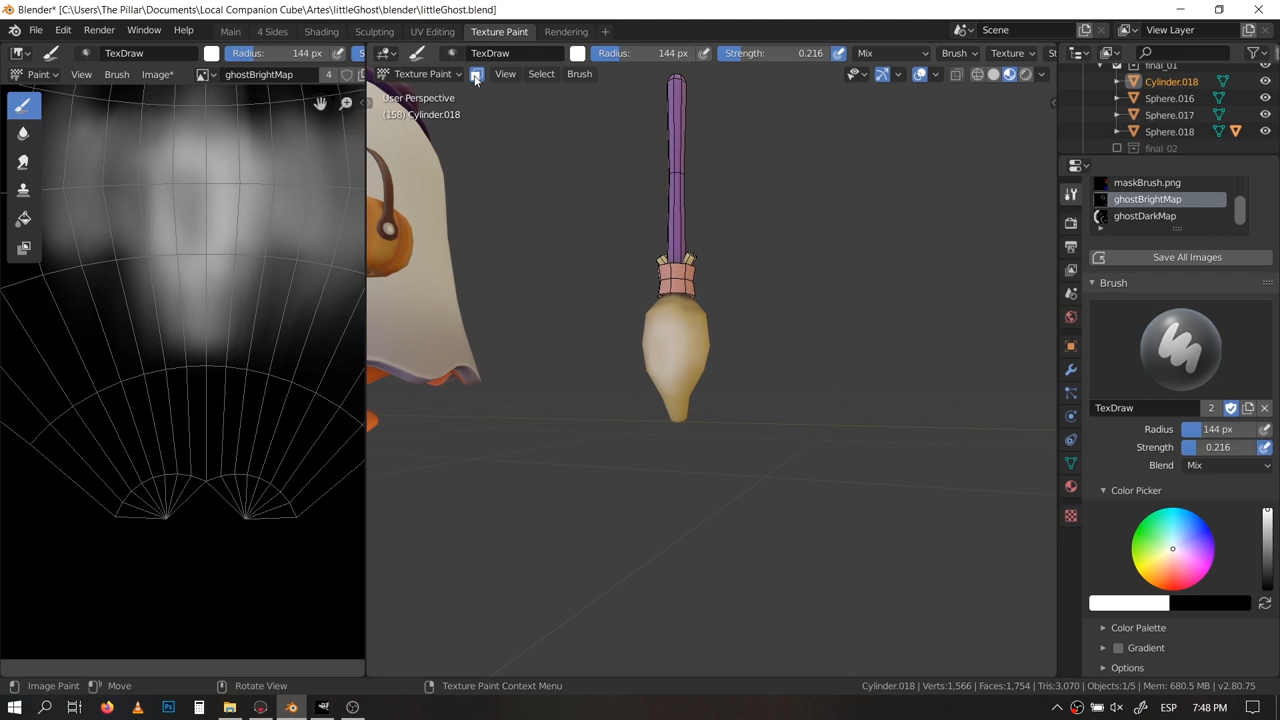 Blender* [C:\Users\The Pillar\Documents\Local Companion Cube\Artes\littleGhost\blender\littleGhost.blend]
File Edit Render Window Help Main 4 Sides Shading Sculpting UV Editing Texture Paint Rendering + Scene View Layer
TexDraw Radius: 144 px S TexDraw Radius: 144 px Strength: 0.216 Mix Brush Texture St
Paint View Brush Image* ghostBrightMap 4 Texture Paint View Select Brush
User Perspective
(158) Cylinder.018
final_01
Cylinder.018
Sphere.016
Sphere.017
Sphere.018
final_02
maskBrush.png
ghostBrightMap
ghostDarkMap
Save All Images
Brush
TexDraw 2
Radius 144 px
Strength 0.216
Blend Mix
Color Picker
Color Palette
Gradient
Options
Image Paint Move Rotate View Texture Paint Context Menu Cylinder.018 | Verts:1,566 | Faces:1,754 | Tris:3,070 | Objects:1/5 | Mem: 680.5 MB | v2.80.75
Ps ESP 7:48 PM